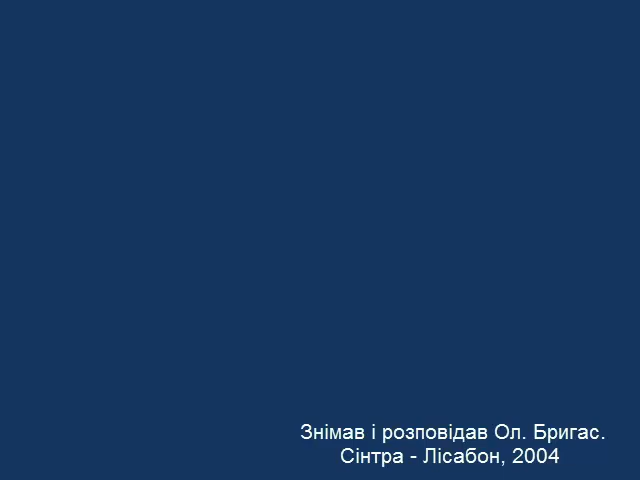 Знімав і розповідав Ол. Бригас.
Сінтра - Лісабон, 2004